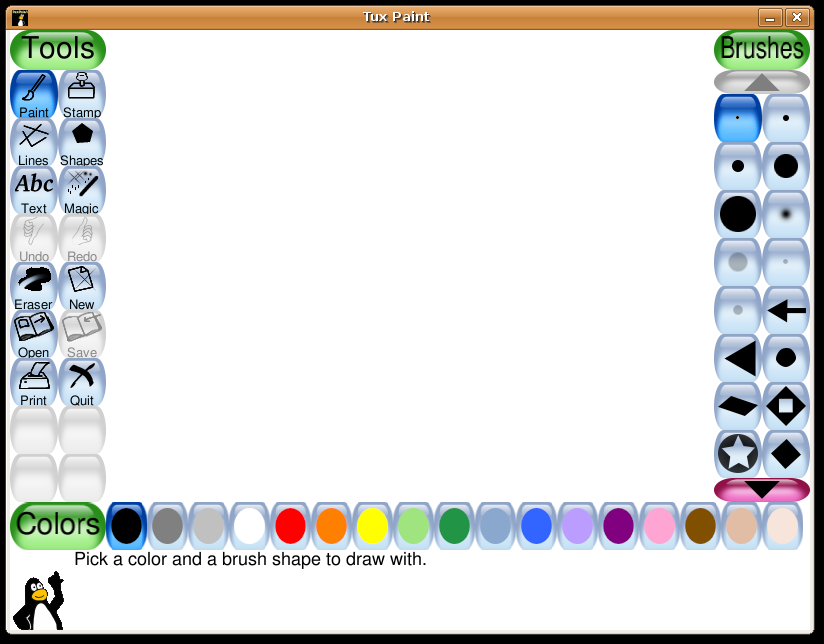 Tux Paint
Tools
Brushes
Paint Stamp
Lines Shapes
Abc
Text Magic
Undo Redo
Eraser New
Open Save
Print Quit
Colors
Pick a color and a brush shape to draw with.